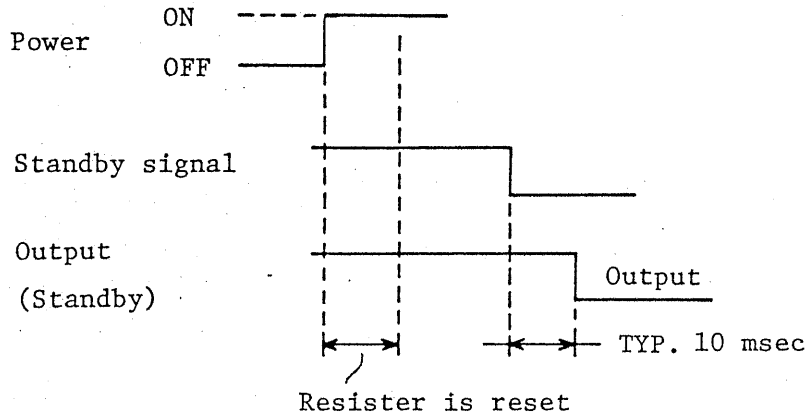 ON
Power
OFF
Standby signal
Output
(Standby)
Output
TYP. 10 msec
Resister is reset